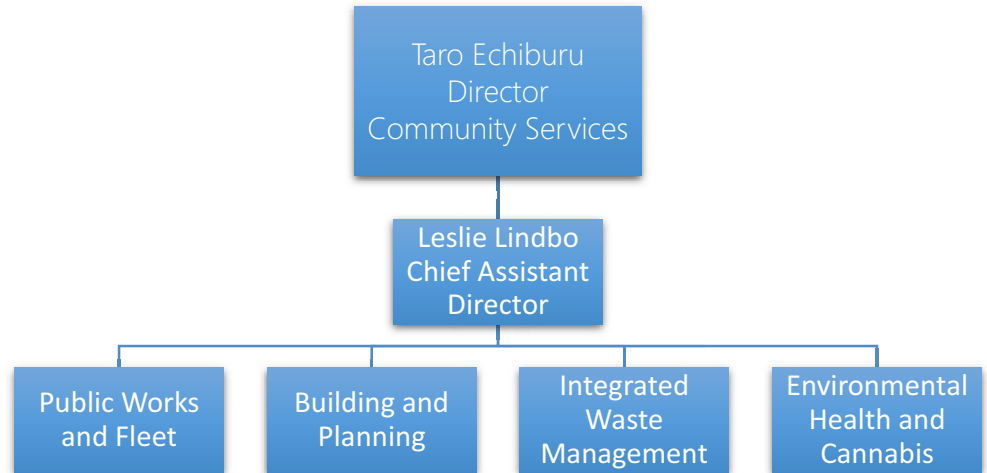 Taro Echiburu
Director
Community Services
Leslie Lindbo
Chief Assistant
Director
Public Works
and Fleet
Building and
Planning
Integrated
Waste
Management
Environmental
Health and
Cannabis